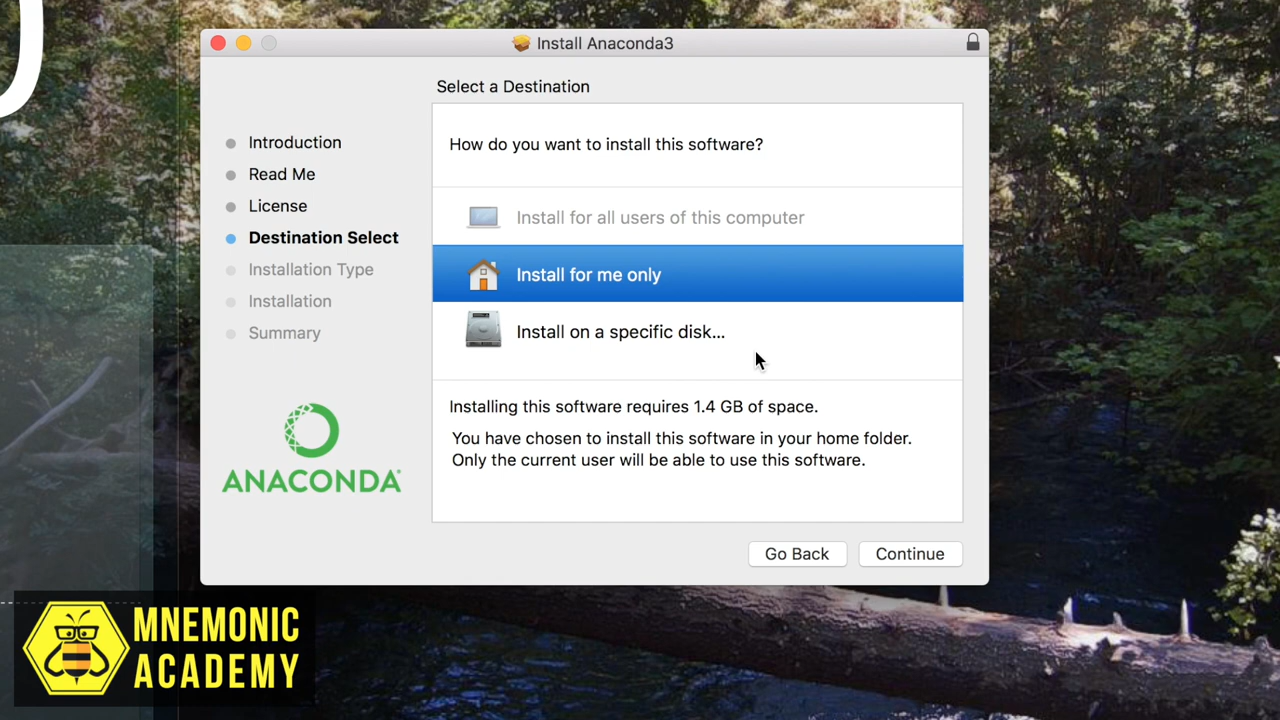 Install Anaconda3
Select a Destination
Introduction
Read Me
License
Destination Select
Installation Type
Installation
Summary
ANACONDA
How do you want to install this software?
Install for all users of this computer
Install for me only
Install on a specific disk...
Installing this software requires 1.4 GB of space.
You have chosen to install this software in your home folder.
Only the current user will be able to use this software.
Go Back
Continue
MNEMONIC
ACADEMY